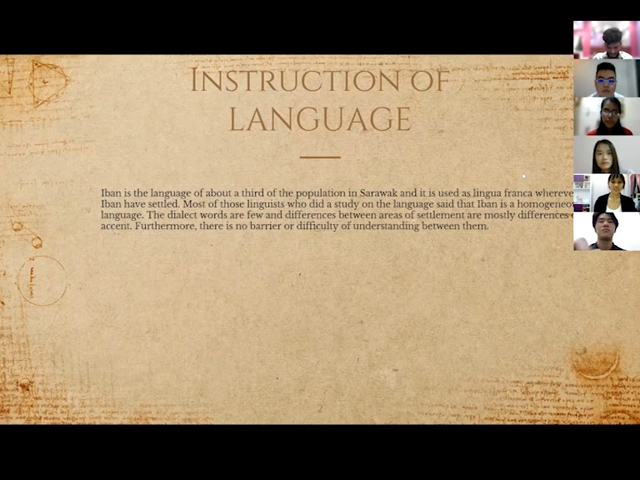 INSTRUCTION OF
LANGUAGE
Iban is the language of about a third of the population in Sarawak and it is used as lingua franca
Iban have settled. Most of those linguists who did a study on the language said that Iban is a
language. The dialect words are few and differences between areas of settlement are mostly differences
accent. Furthermore, there is no barrier or difficulty of understanding between them.